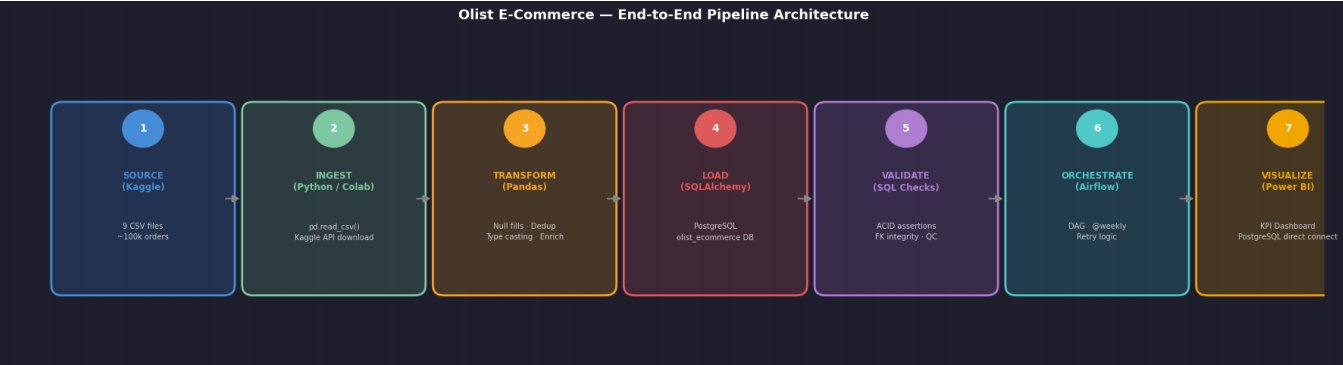 Olist E-Commerce — End-to-End Pipeline Architecture
1
SOURCE
(Kaggle)
9 CSV files
~100k orders
2
INGEST
(Python / Colab)
pd.read_csv()
Kaggle API download
3
TRANSFORM
(Pandas)
Null fills · Dedup
Type casting · Enrich
4
LOAD
(SQLAlchemy)
PostgreSQL
olist_ecommerce DB
5
VALIDATE
(SQL Checks)
ACID assertions
FK integrity · QC
6
ORCHESTRATE
(Airflow)
DAG · @weekly
Retry logic
7
VISUALIZE
(Power BI)
KPI Dashboard
PostgreSQL direct connect